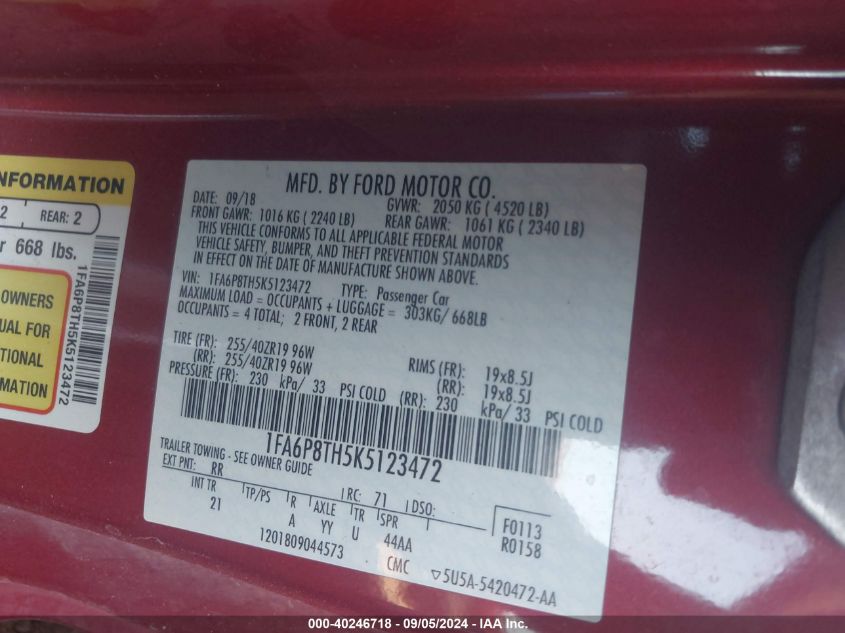 NFORMATION
2 REAR: 2
r 668 lbs.
OWNERS
UAL FOR
TIONAL
MATION
1FA6P8TH5K5123472
MFD. BY FORD MOTOR CO.
DATE: 09/18 GVWR: 2050 KG ( 4520 LB)
FRONT GAWR: 1016 KG ( 2240 LB) REAR GAWR: 1061 KG ( 2340 LB)
THIS VEHICLE CONFORMS TO ALL APPLICABLE FEDERAL MOTOR
VEHICLE SAFETY, BUMPER, AND THEFT PREVENTION STANDARDS
IN EFFECT ON THE DATE OF MANUFACTURE SHOWN ABOVE.
VIN: 1FA6P8TH5K5123472 TYPE: Passenger Car
MAXIMUM LOAD = OCCUPANTS + LUGGAGE = 303KG/ 668LB
OCCUPANTS = 4 TOTAL; 2 FRONT, 2 REAR
TIRE (FR): 255/40ZR19 96W RIMS (FR): 19x8.5J
(RR): 255/40ZR19 96W (RR): 19x8.5J
PRESSURE (FR): 230 kPa/ 33 PSI COLD (RR): 230 kPa/ 33 PSI COLD
1FA6P8TH5K5123472
TRAILER TOWING - SEE OWNER GUIDE
EXT PNT: RR RC: 71 DSO:
INT TR TP/PS R AXLE TR SPR F0113
21 A YY U 44AA R0158
1201809044573 CMC ▽5U5A-5420472-AA
000-40246718 - 09/05/2024 - IAA Inc.